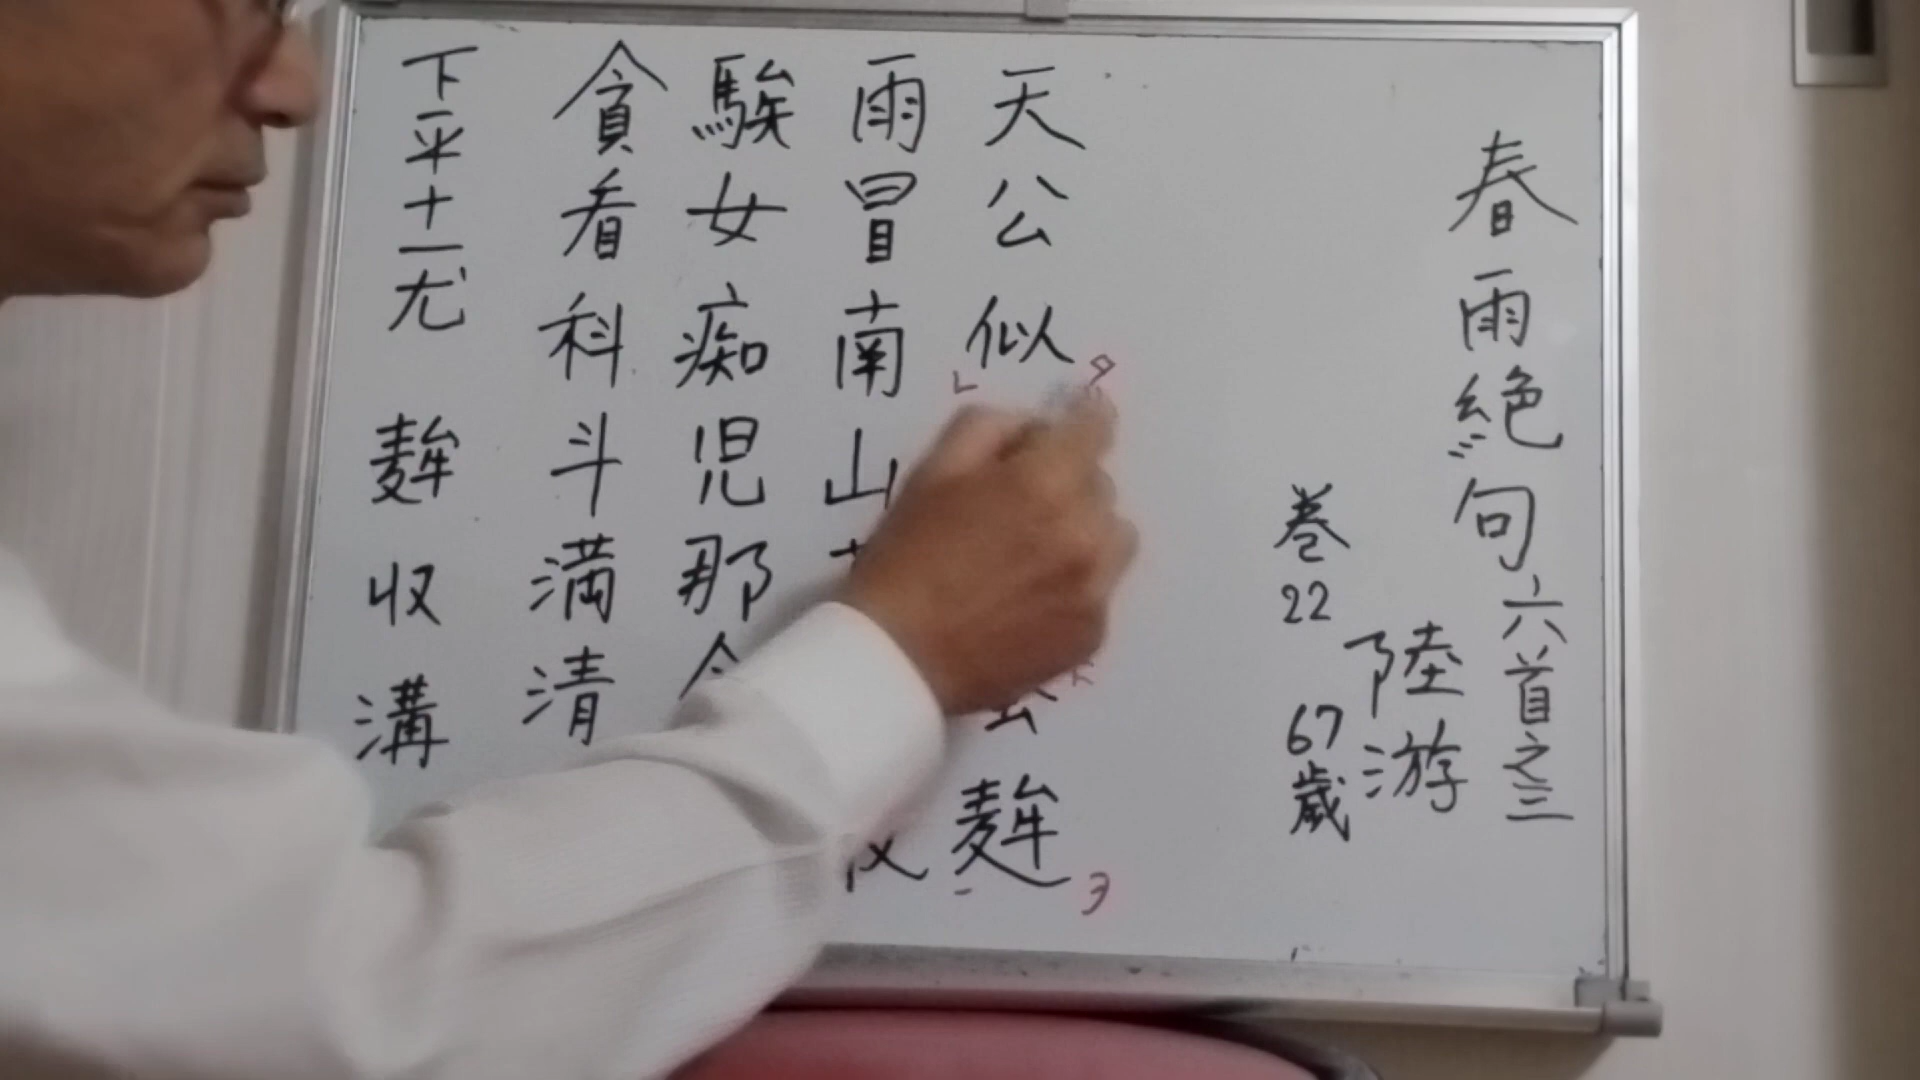 春雨絶句六首之三
陸游
巻22 67歳
天公似 麰
雨冒南山
騃女痴児那
貪看科斗満清
下平十一尤 麰 収 溝